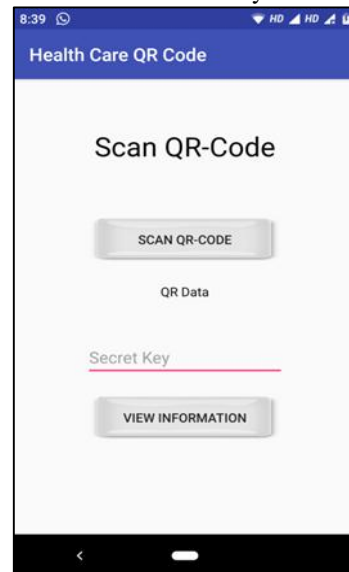 8:39 HD HD
Health Care QR Code
Scan QR-Code
SCAN QR-CODE
QR Data
Secret Key
VIEW INFORMATION